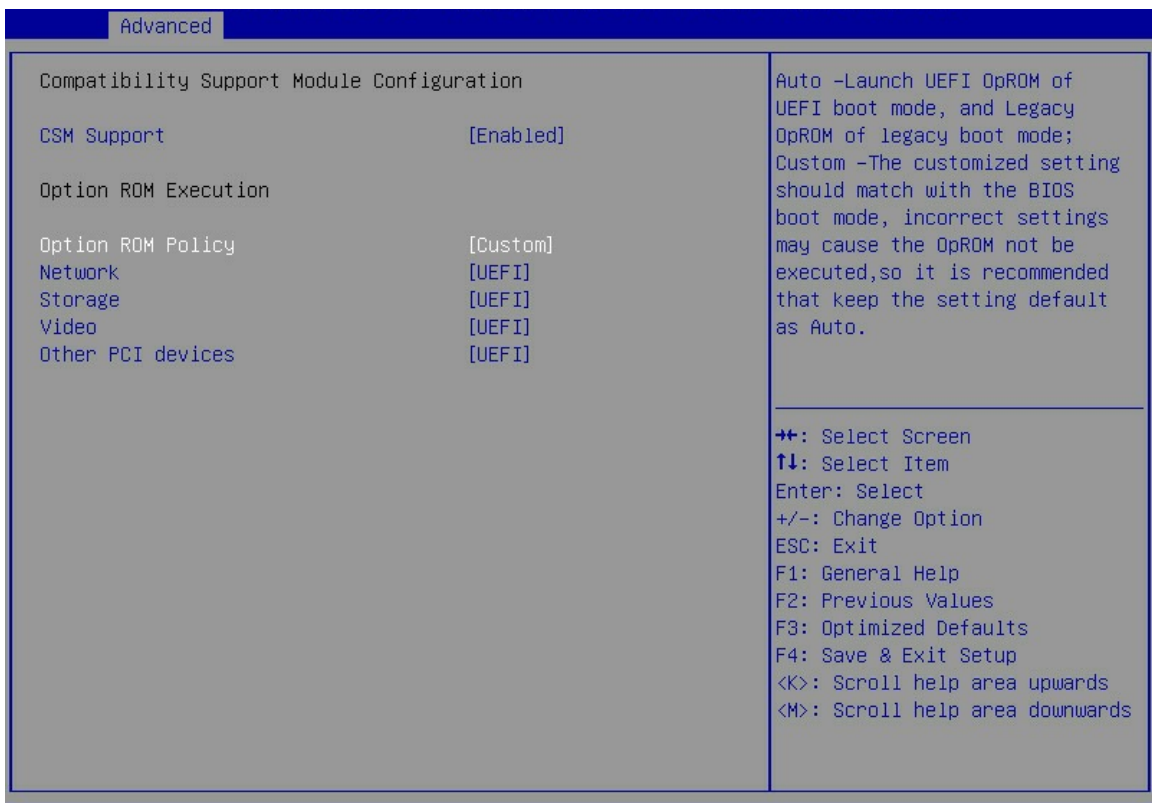 Advanced
Compatibility Support Module Configuration
CSM Support [Enabled]
Option ROM Execution
Option ROM Policy [Custom]
Network [UEFI]
Storage [UEFI]
Video [UEFI]
Other PCI devices [UEFI]
Auto -Launch UEFI OpROM of
UEFI boot mode, and Legacy
OpROM of legacy boot mode;
Custom -The customized setting
should match with the BIOS
boot mode, incorrect settings
may cause the OpROM not be
executed,so it is recommended
that keep the setting default
as Auto.
→←: Select Screen
↑↓: Select Item
Enter: Select
+/-: Change Option
ESC: Exit
F1: General Help
F2: Previous Values
F3: Optimized Defaults
F4: Save & Exit Setup
<K>: Scroll help area upwards
<M>: Scroll help area downwards